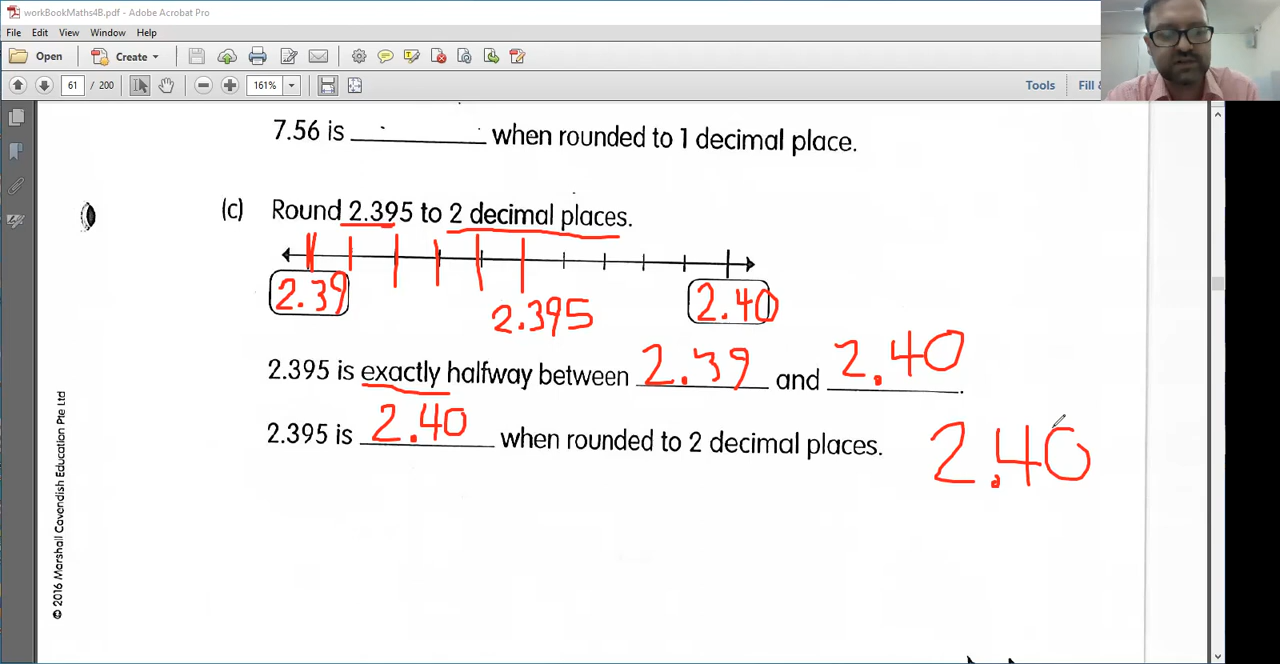 workBookMaths4B.pdf - Adobe Acrobat Pro
File Edit View Window Help
Open Create
61 / 200 161% Tools Fill &
7.56 is __________ when rounded to 1 decimal place.
(c) Round 2.395 to 2 decimal places.
2.39 2.395 2.40
2.395 is exactly halfway between 2.39 and 2.40.
2.395 is 2.40 when rounded to 2 decimal places. 2.40
© 2016 Marshall Cavendish Education Pte Ltd